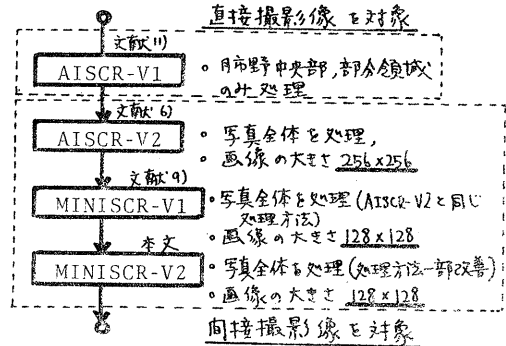 直接撮影像を対象
文献11)
AISCR-V1
・肺野中央部,部分領域
のみ処理
文献6)
AISCR-V2
・写真全体を処理,
・画像の大きさ 256×256
文献9)
MINISCR-V1
・写真全体を処理(AISCR-V2と同じ
処理方法)
・画像の大きさ 128×128
本文
MINISCR-V2
・写真全体を処理(処理方法一部改善)
・画像の大きさ 128×128
間接撮影像を対象